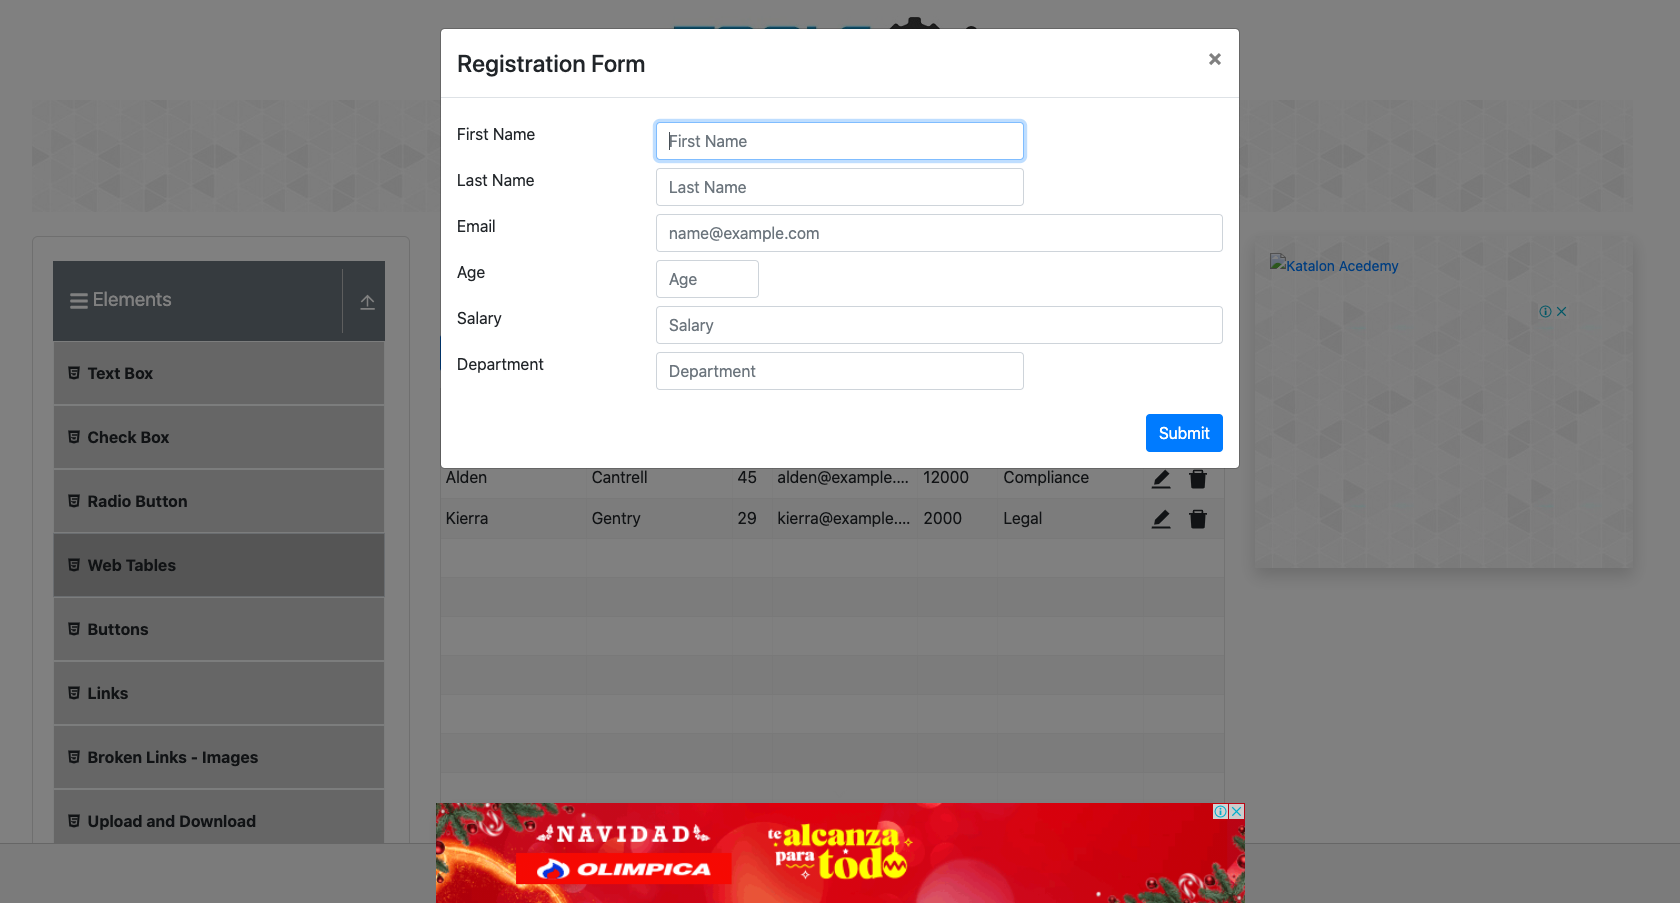 Registration Form
×
First Name
First Name
Last Name
Last Name
Email
name@example.com
Age
Age
Salary
Salary
Department
Department
Submit
Elements
Text Box
Check Box
Radio Button
Web Tables
Buttons
Links
Broken Links - Images
Upload and Download
Alden Cantrell 45 alden@example.... 12000 Compliance
Kierra Gentry 29 kierra@example.... 2000 Legal
Katalon Acedemy
NAVIDAD
OLIMPICA
te alcanza
para todo